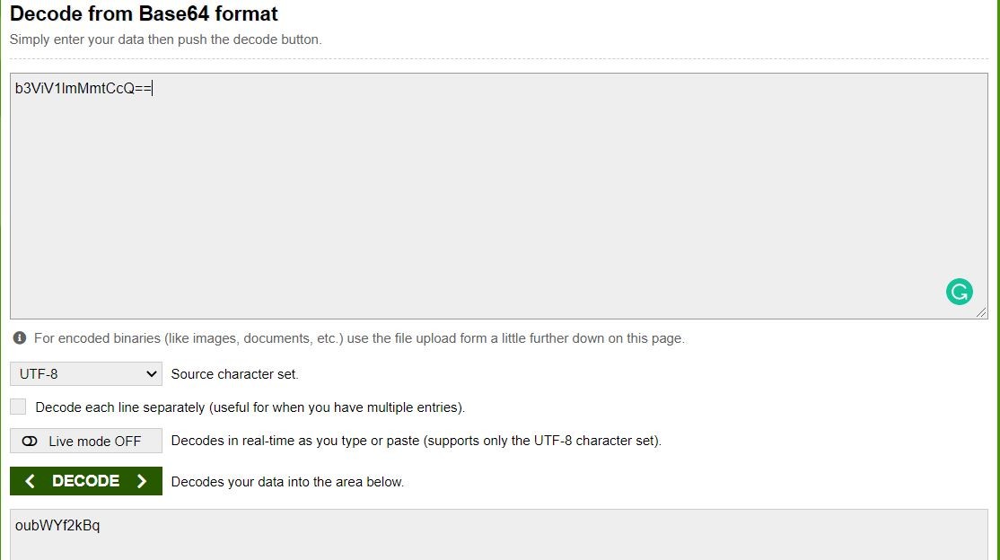 Decode from Base64 format
Simply enter your data then push the decode button.
b3ViV1lmMmtCcQ==
For encoded binaries (like images, documents, etc.) use the file upload form a little further down on this page.
UTF-8 Source character set.
Decode each line separately (useful for when you have multiple entries).
Live mode OFF Decodes in real-time as you type or paste (supports only the UTF-8 character set).
DECODE Decodes your data into the area below.
oubWYf2kBq